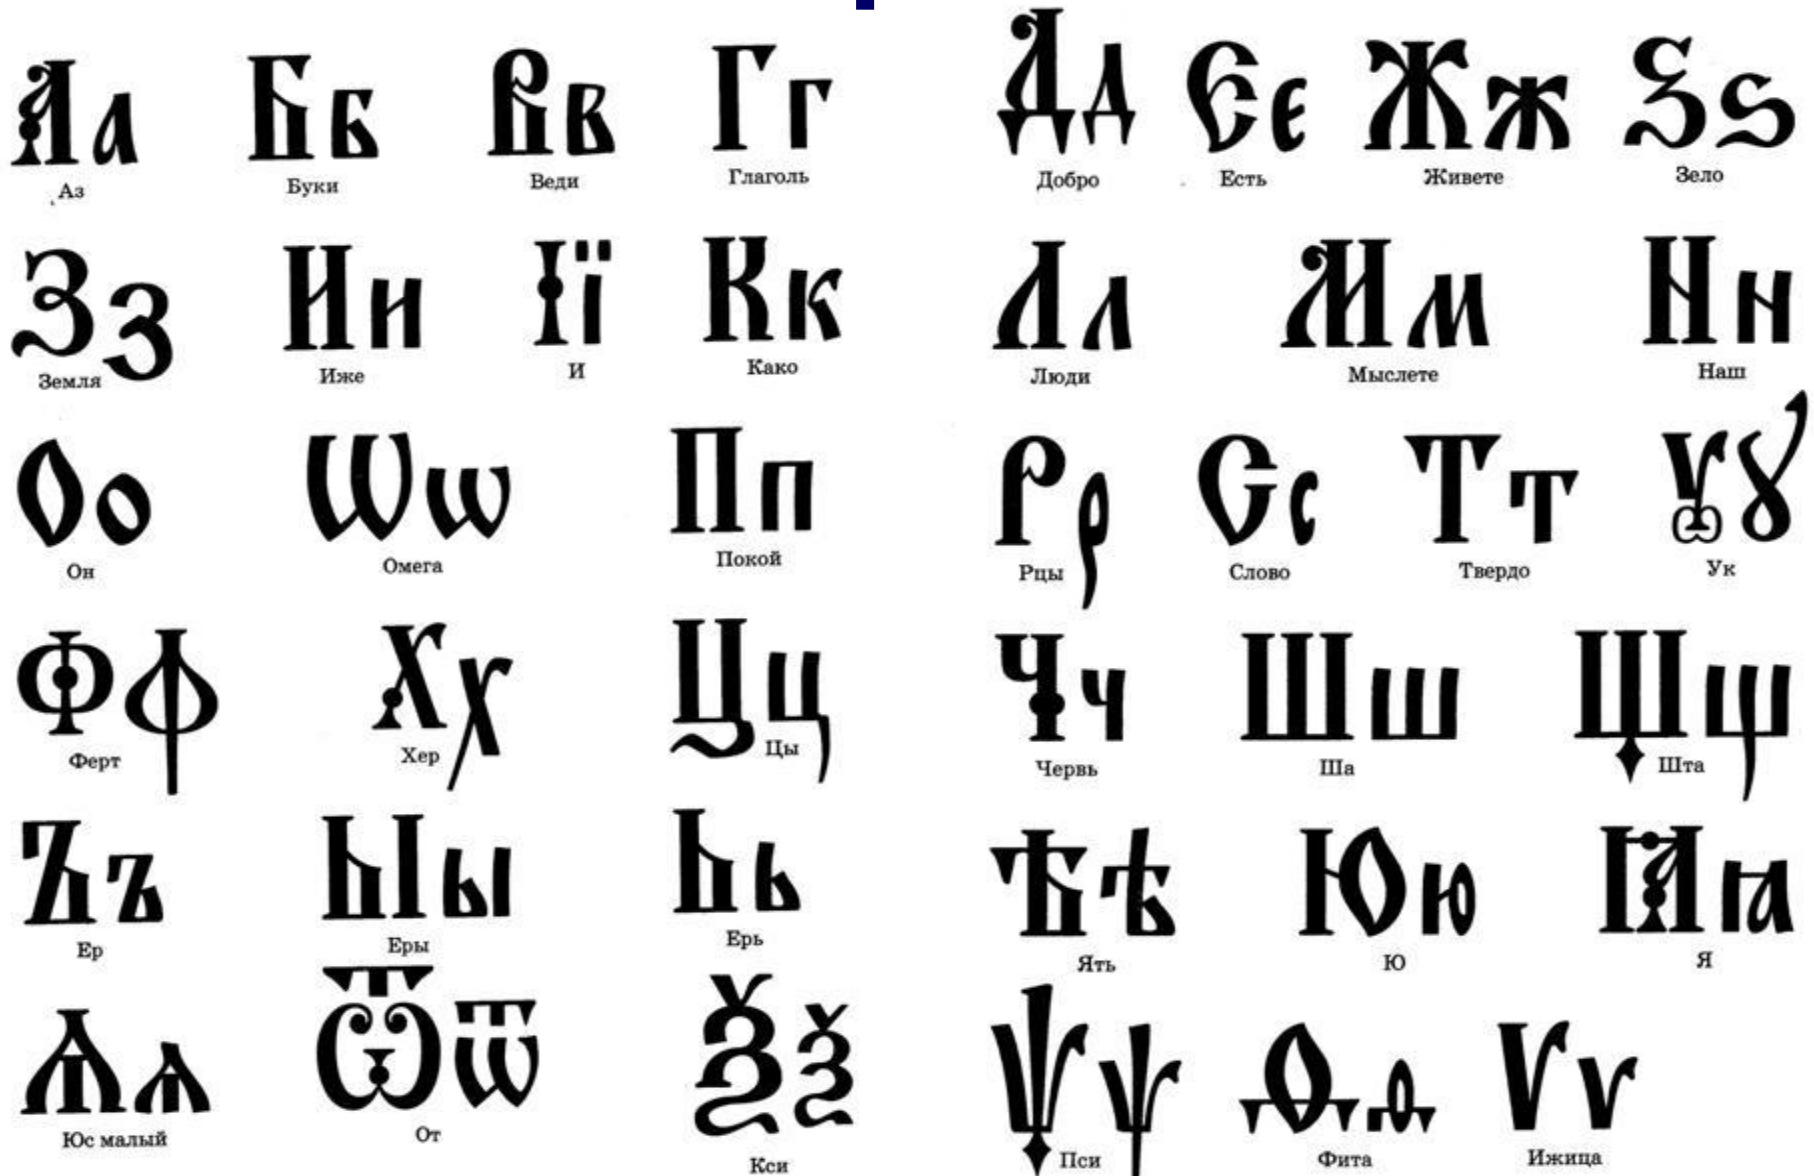 Аа Бб Вв Гг Дд Єє Жж Ѕѕ
Аз Буки Веди Глаголь Добро Есть Живете Зело
Зз Ии Її Кк Лл Мм Нн
Земля Иже И Како Люди Мыслете Наш
Оо Ѡѡ Пп Рр Сс Тт Ѹꙋ
Он Омега Покой Рцы Слово Твердо Ук
Фф Хх Цц Чч Шш Щщ
Ферт Хер Цы Червь Ша Шта
Ъъ Ыы Ьь Ѣѣ Юю Ꙗꙗ
Ер Еры Ерь Ять Ю Я
Ѧѧ Ѿѿ Ѯѯ Ѱѱ Ѳѳ Ѵѵ
Юс малый От Кси Пси Фита Ижица